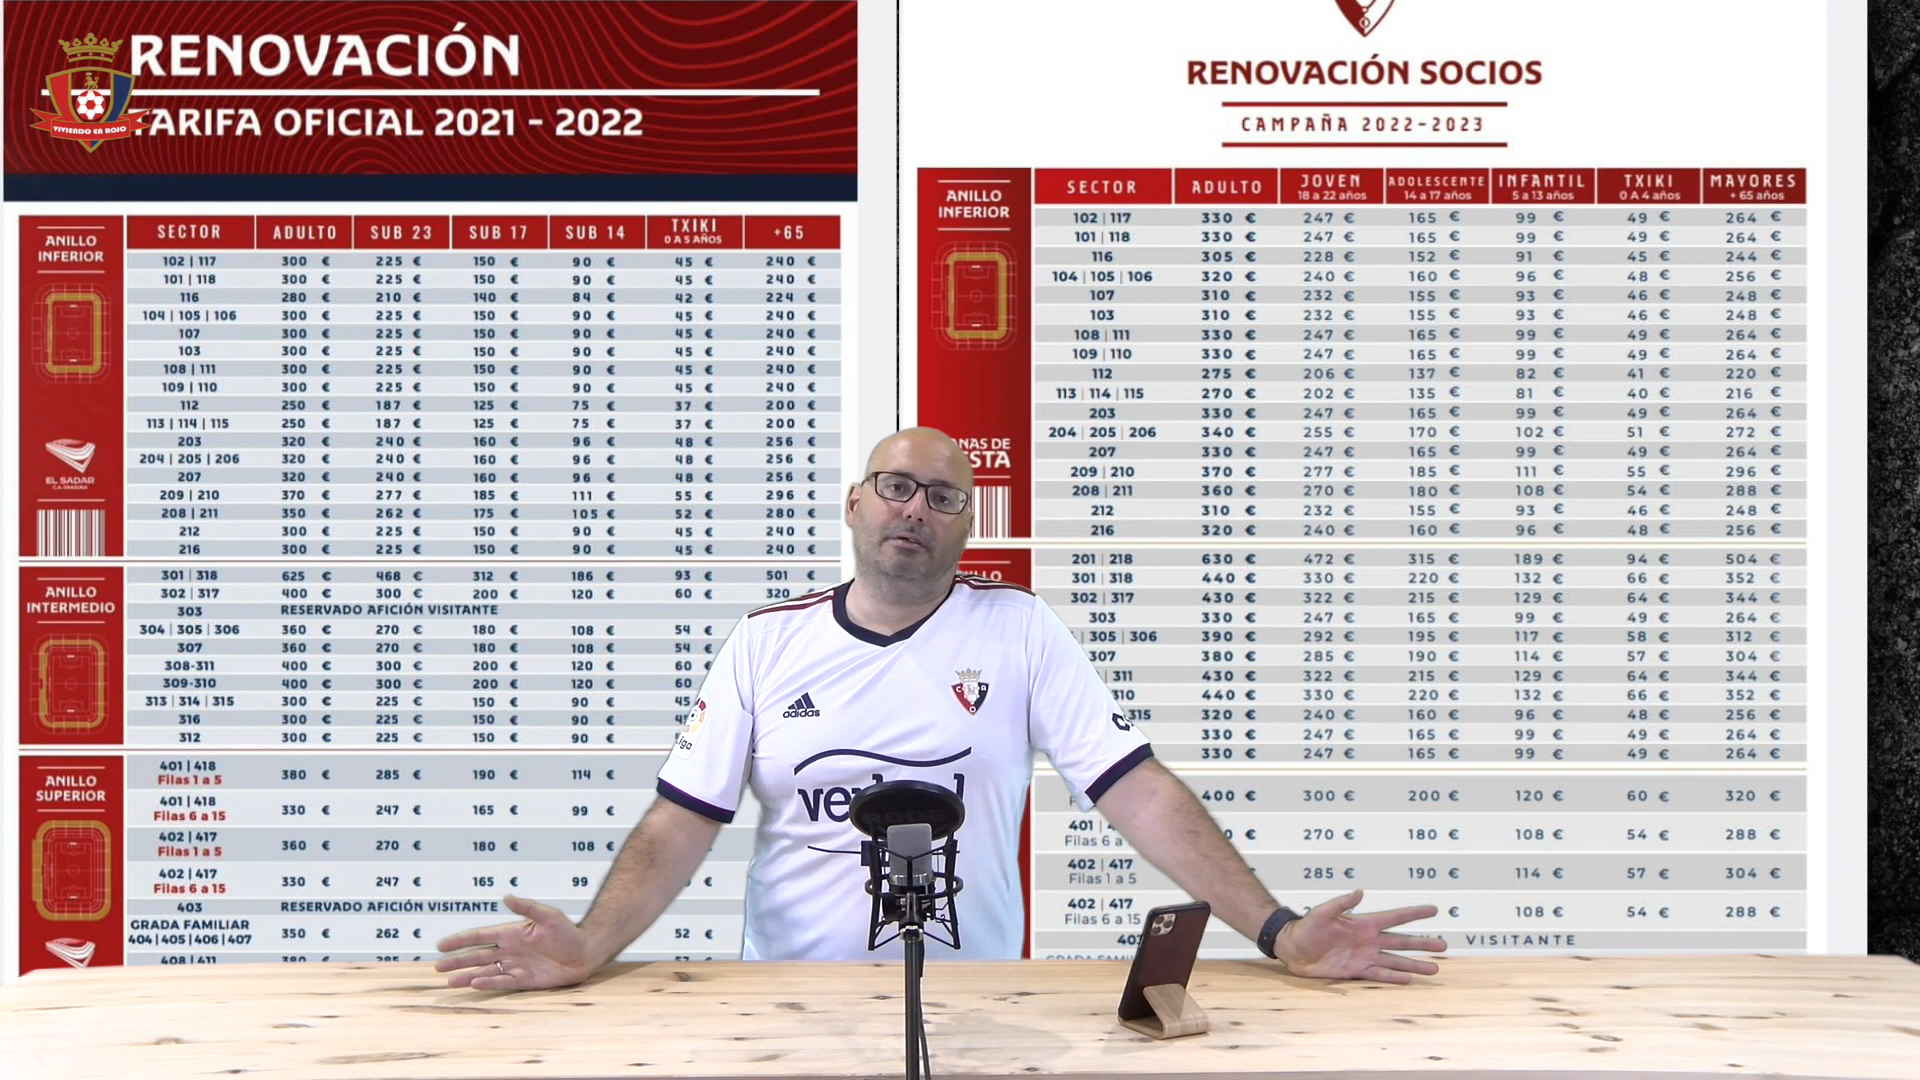 RENOVACIÓN
TARIFA OFICIAL 2021 - 2022
VIVIENDO EN ROJO
ANILLO
INFERIOR
SECTOR ADULTO SUB 23 SUB 17 SUB 14 TXIKI 0 A 5 AÑOS +65
102 | 117 300 € 225 € 150 € 90 € 45 € 240 €
101 | 118 300 € 225 € 150 € 90 € 45 € 240 €
116 280 € 210 € 140 € 84 € 42 € 224 €
104 | 105 | 106 300 € 225 € 150 € 90 € 45 € 240 €
107 300 € 225 € 150 € 90 € 45 € 240 €
103 300 € 225 € 150 € 90 € 45 € 240 €
108 | 111 300 € 225 € 150 € 90 € 45 € 240 €
109 | 110 300 € 225 € 150 € 90 € 45 € 240 €
112 250 € 187 € 125 € 75 € 37 € 200 €
113 | 114 | 115 250 € 187 € 125 € 75 € 37 € 200 €
203 320 € 240 € 160 € 96 € 48 € 256 €
204 | 205 | 206 320 € 240 € 160 € 96 € 48 € 256 €
207 320 € 240 € 160 € 96 € 48 € 256 €
209 | 210 370 € 277 € 185 € 111 € 55 € 296 €
208 | 211 350 € 262 € 175 € 105 € 52 € 280 €
212 300 € 225 € 150 € 90 € 45 € 240 €
216 300 € 225 € 150 € 90 € 45 € 240 €
EL SADAR
C.A. OSASUNA
ANILLO
INTERMEDIO
301 | 318 625 € 468 € 312 € 186 € 93 € 501 €
302 | 317 400 € 300 € 200 € 120 € 60 € 320
303 RESERVADO AFICIÓN VISITANTE
304 | 305 | 306 360 € 270 € 180 € 108 € 54 €
307 360 € 270 € 180 € 108 € 54 €
308-311 400 € 300 € 200 € 120 € 60 €
309-310 400 € 300 € 200 € 120 € 60
313 | 314 | 315 300 € 225 € 150 € 90 € 45
316 300 € 225 € 150 € 90 €
312 300 € 225 € 150 € 90 €
ANILLO
SUPERIOR
401 | 418
Filas 1 a 5 380 € 285 € 190 € 114 €
401 | 418
Filas 6 a 15 330 € 247 € 165 € 99 €
402 | 417
Filas 1 a 5 360 € 270 € 180 € 108 €
402 | 417
Filas 6 a 15 330 € 247 € 165 € 99 €
403 RESERVADO AFICIÓN VISITANTE
GRADA FAMILIAR
404 | 405 | 406 | 407 350 € 262 € 52 €
408 | 411 380 € 285 €
RENOVACIÓN SOCIOS
CAMPAÑA 2022-2023
ANILLO
INFERIOR
SECTOR ADULTO JOVEN 18 a 22 años ADOLESCENTE 14 a 17 años INFANTIL 5 a 13 años TXIKI 0 A 4 años MAYORES + 65 años
102 | 117 330 € 247 € 165 € 99 € 49 € 264 €
101 | 118 330 € 247 € 165 € 99 € 49 € 264 €
116 305 € 228 € 152 € 91 € 45 € 244 €
104 | 105 | 106 320 € 240 € 160 € 96 € 48 € 256 €
107 310 € 232 € 155 € 93 € 46 € 248 €
103 310 € 232 € 155 € 93 € 46 € 248 €
108 | 111 330 € 247 € 165 € 99 € 49 € 264 €
109 | 110 330 € 247 € 165 € 99 € 49 € 264 €
112 275 € 206 € 137 € 82 € 41 € 220 €
113 | 114 | 115 270 € 202 € 135 € 81 € 40 € 216 €
203 330 € 247 € 165 € 99 € 49 € 264 €
204 | 205 | 206 340 € 255 € 170 € 102 € 51 € 272 €
207 330 € 247 € 165 € 99 € 49 € 264 €
209 | 210 370 € 277 € 185 € 111 € 55 € 296 €
208 | 211 360 € 270 € 180 € 108 € 54 € 288 €
212 310 € 232 € 155 € 93 € 46 € 248 €
216 320 € 240 € 160 € 96 € 48 € 256 €
201 | 218 630 € 472 € 315 € 189 € 94 € 504 €
301 | 318 440 € 330 € 220 € 132 € 66 € 352 €
302 | 317 430 € 322 € 215 € 129 € 64 € 344 €
303 330 € 247 € 165 € 99 € 49 € 264 €
305 | 306 390 € 292 € 195 € 117 € 58 € 312 €
307 380 € 285 € 190 € 114 € 57 € 304 €
311 430 € 322 € 215 € 129 € 64 € 344 €
310 440 € 330 € 220 € 132 € 66 € 352 €
315 320 € 240 € 160 € 96 € 48 € 256 €
330 € 247 € 165 € 99 € 49 € 264 €
330 € 247 € 165 € 99 € 49 € 264 €
400 € 300 € 200 € 120 € 60 € 320 €
401 |
Filas 6 a € 270 € 180 € 108 € 54 € 288 €
402 | 417
Filas 1 a 5 285 € 190 € 114 € 57 € 304 €
402 | 417
Filas 6 a 15 € 108 € 54 € 288 €
VISITANTE
adidas